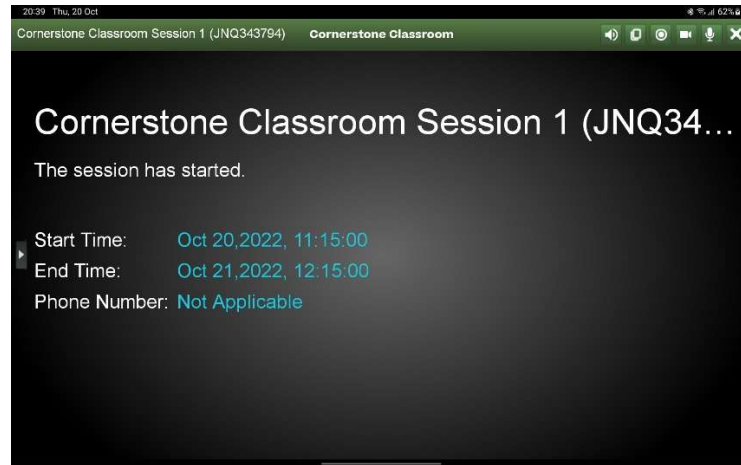 20:39 Thu, 20 Oct
62%
Cornerstone Classroom Session 1 (JNQ343794) Cornerstone Classroom
Cornerstone Classroom Session 1 (JNQ34...
The session has started.
Start Time: Oct 20,2022, 11:15:00
End Time: Oct 21,2022, 12:15:00
Phone Number: Not Applicable